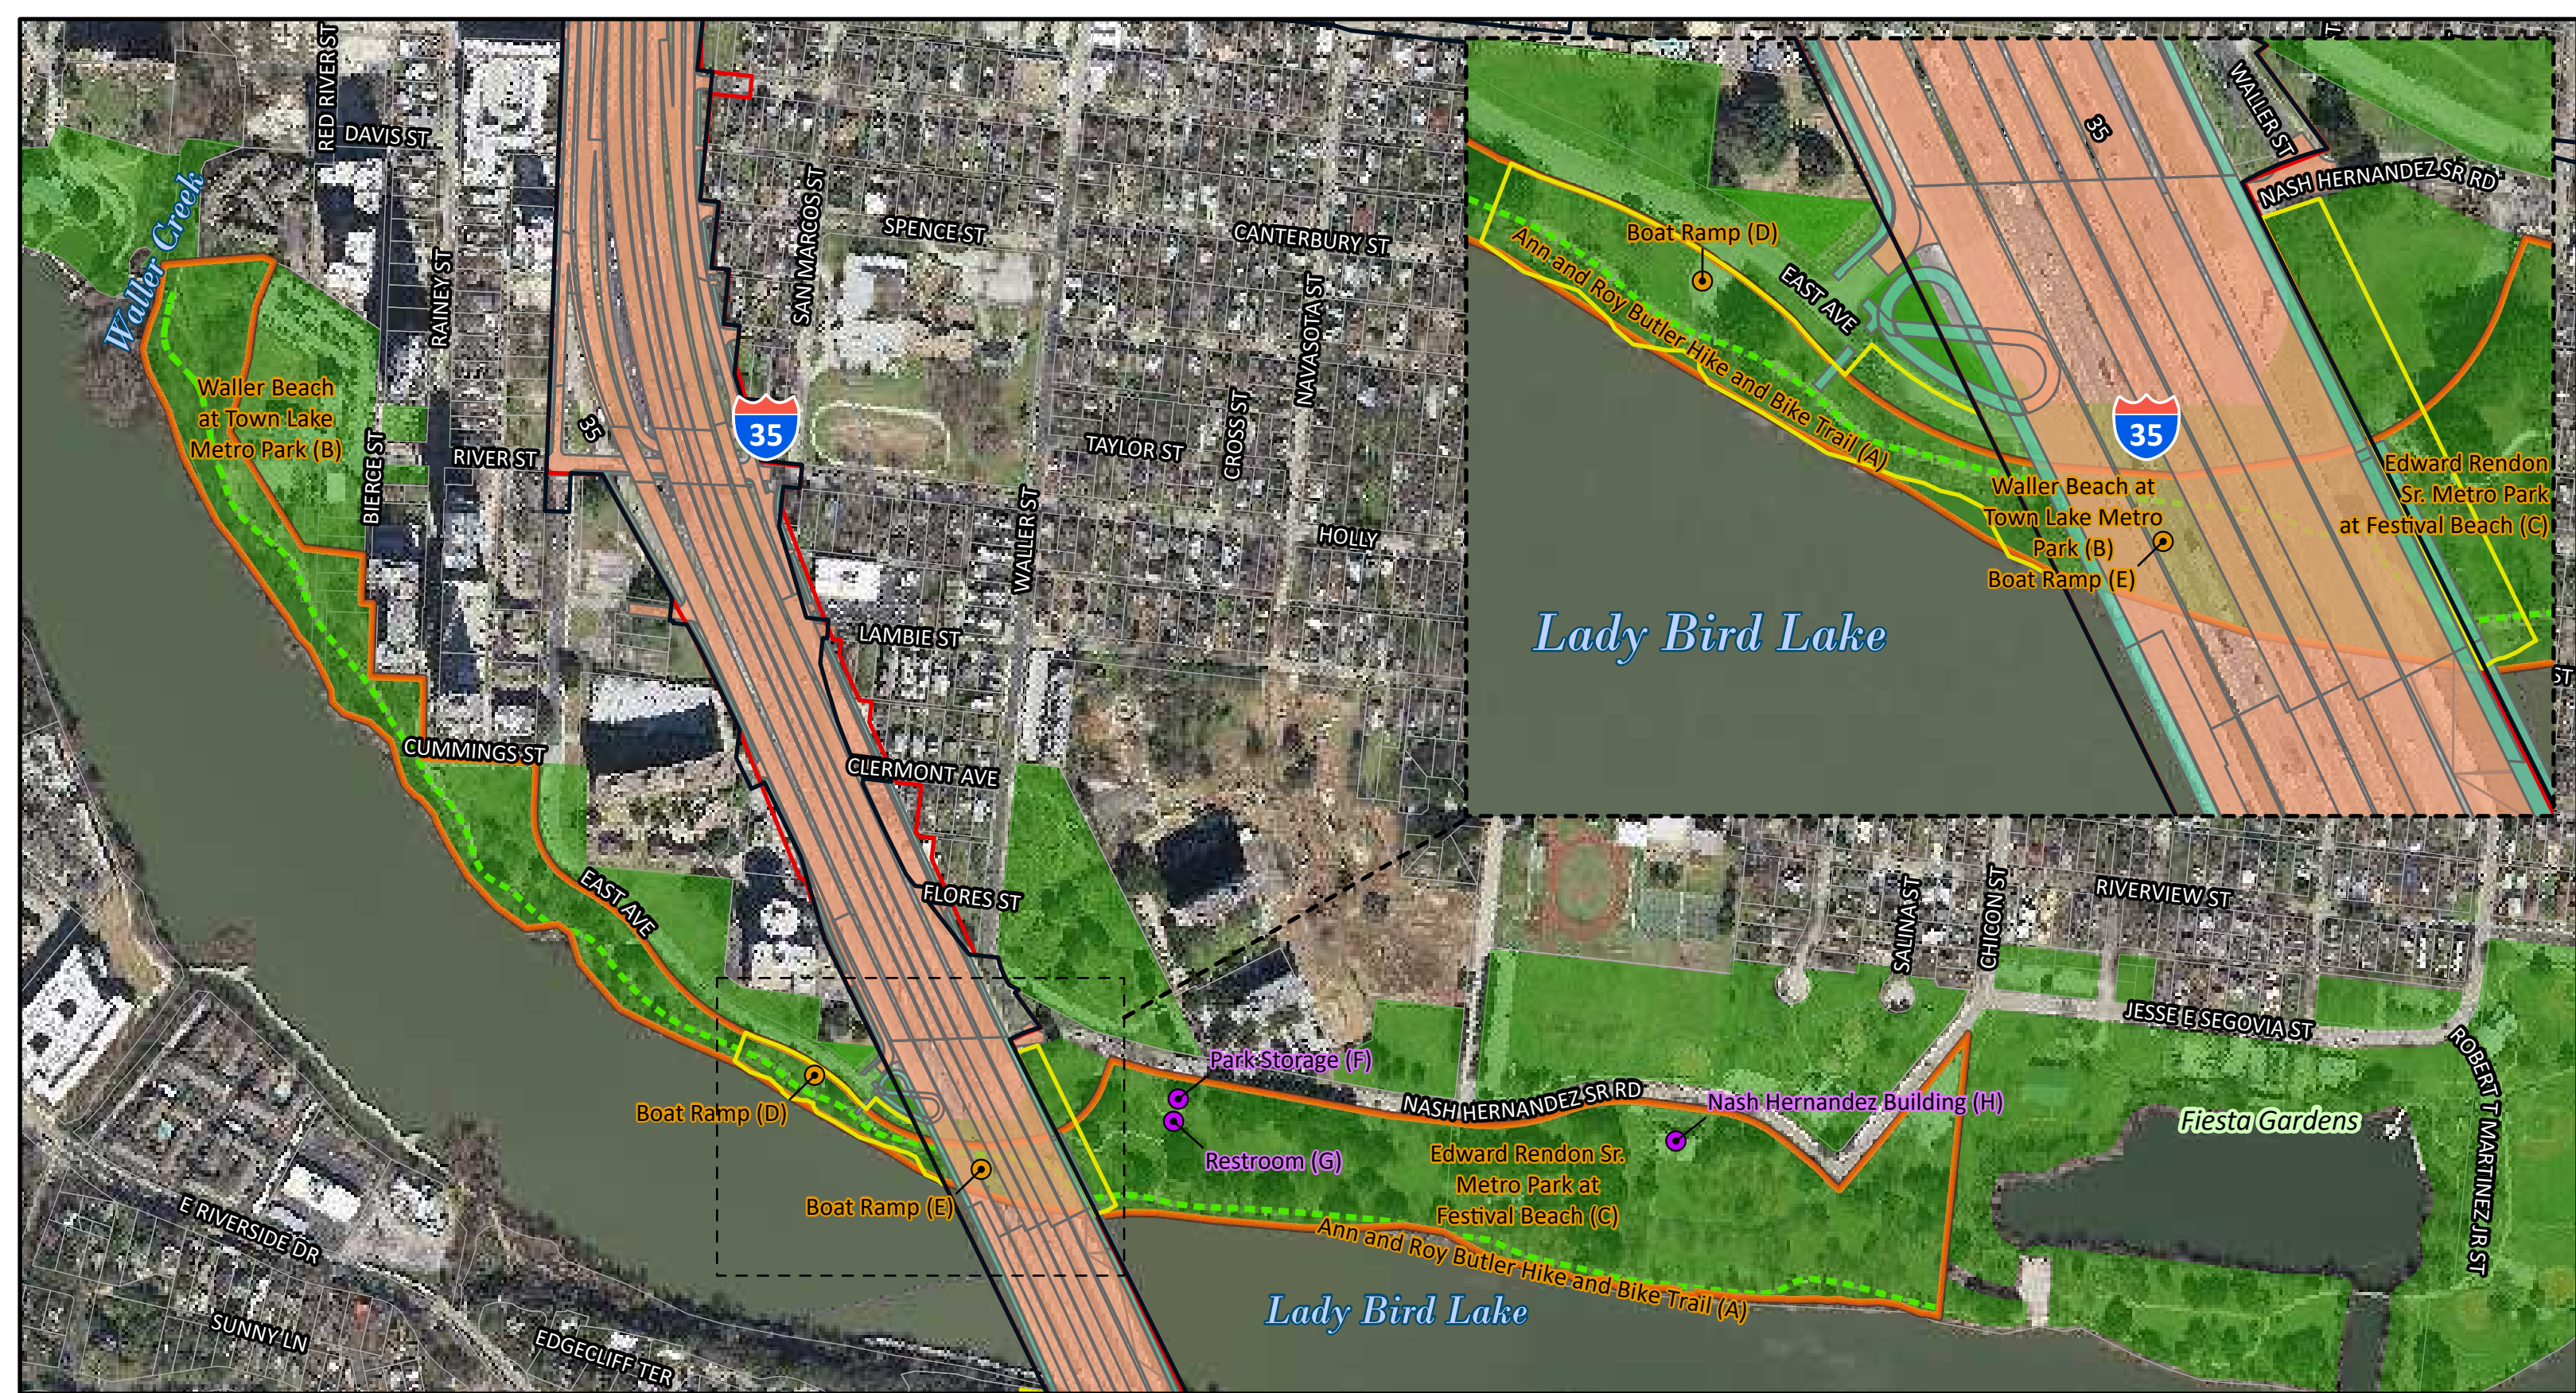 RED RIVER ST
DAVIS ST
Waller Creek
RAINEY ST
SAN MARCOS ST
SPENCE ST
CANTERBURY ST
NAVASOTA ST
Waller Beach
at Town Lake
Metro Park (B)
BIERCE ST
RIVER ST
35
35
TAYLOR ST
CROSS ST
HOLLY
WALLER ST
LAMBIE ST
CUMMINGS ST
CLERMONT AVE
FLORES ST
EAST AVE
35
WALLER ST
NASH HERNANDEZ SR RD
Boat Ramp (D)
EAST AVE
Ann and Roy Butler Hike and Bike Trail (A)
35
Edward Rendon
Sr. Metro Park
at Festival Beach (C)
Waller Beach at
Town Lake Metro
Park (B)
Boat Ramp (E)
Lady Bird Lake
ST
RIVERVIEW ST
SALINA ST
CHICON ST
JESSE E SEGOVIA ST
ROBERT T MARTINEZ JR ST
Park Storage (F)
NASH HERNANDEZ SR RD
Nash Hernandez Building (H)
Fiesta Gardens
Boat Ramp (D)
Restroom (G)
Edward Rendon Sr.
Metro Park at
Festival Beach (C)
Boat Ramp (E)
Ann and Roy Butler Hike and Bike Trail (A)
Lady Bird Lake
E RIVERSIDE DR
SUNNY LN
EDGECLIFF TER